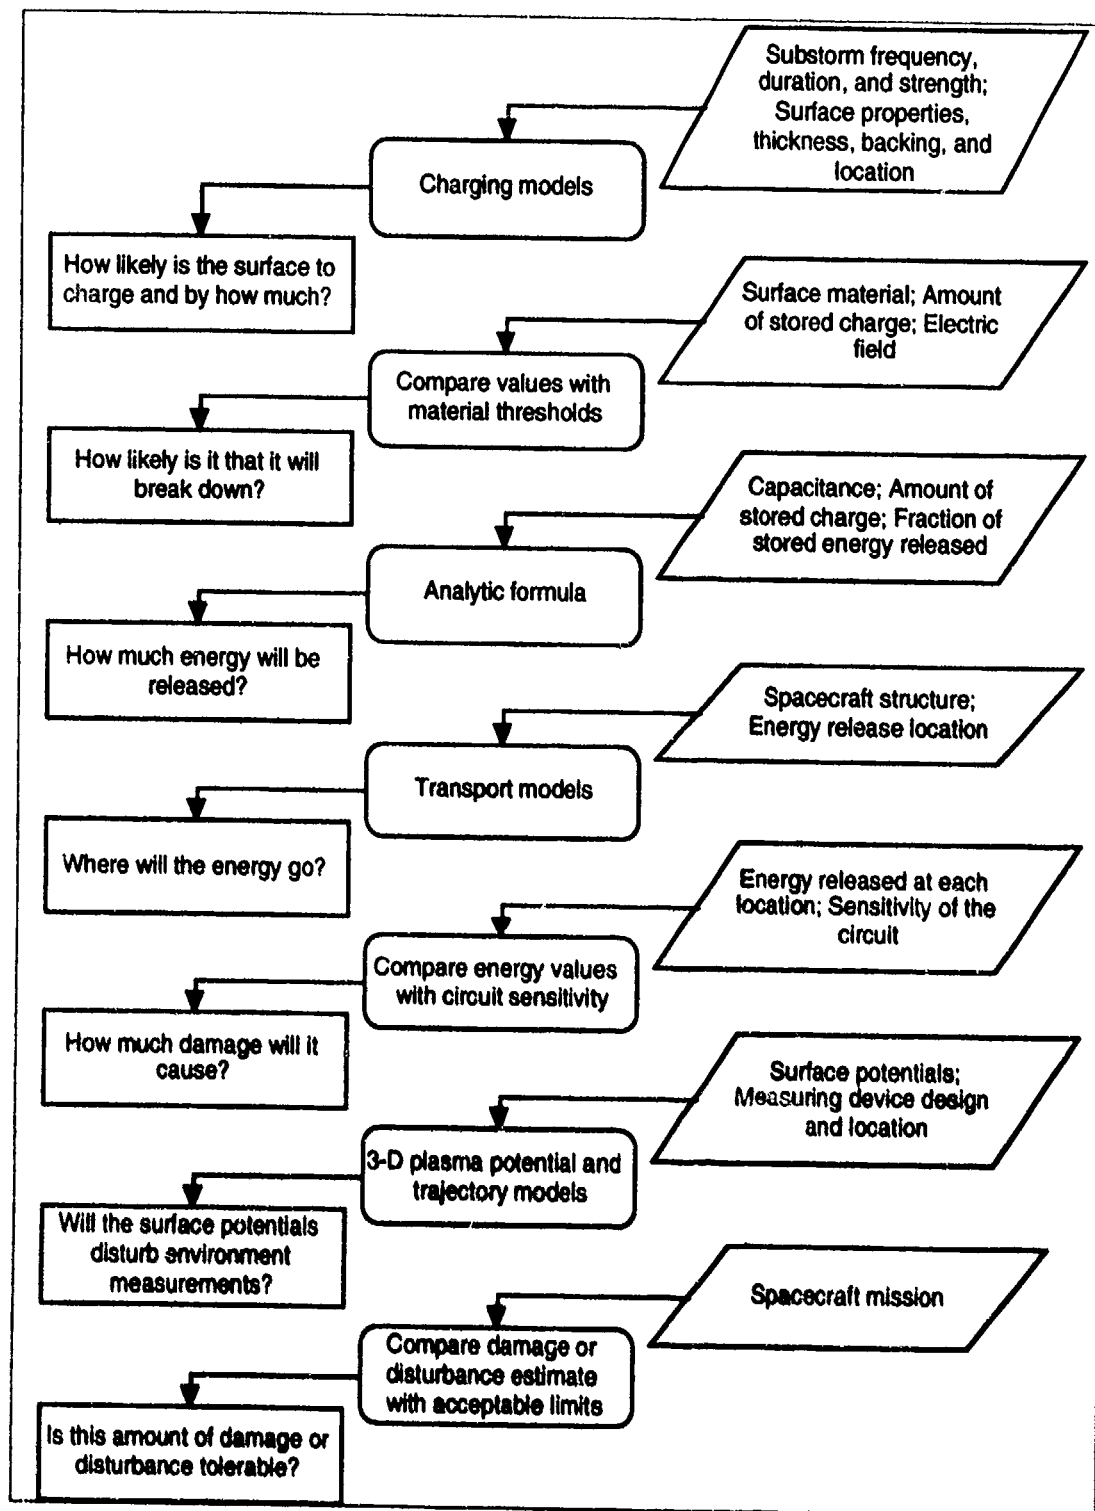 Substorm frequency,
duration, and strength;
Surface properties,
thickness, backing, and
location
Charging models
How likely is the surface to
charge and by how much?
Surface material; Amount
of stored charge; Electric
field
Compare values with
material thresholds
How likely is it that it will
break down?
Capacitance; Amount of
stored charge; Fraction of
stored energy released
Analytic formula
How much energy will be
released?
Spacecraft structure;
Energy release location
Transport models
Where will the energy go?
Energy released at each
location; Sensitivity of the
circuit
Compare energy values
with circuit sensitivity
How much damage will it
cause?
Surface potentials;
Measuring device design
and location
3-D plasma potential and
trajectory models
Will the surface potentials
disturb environment
measurements?
Spacecraft mission
Compare damage or
disturbance estimate
with acceptable limits
Is this amount of damage or
disturbance tolerable?